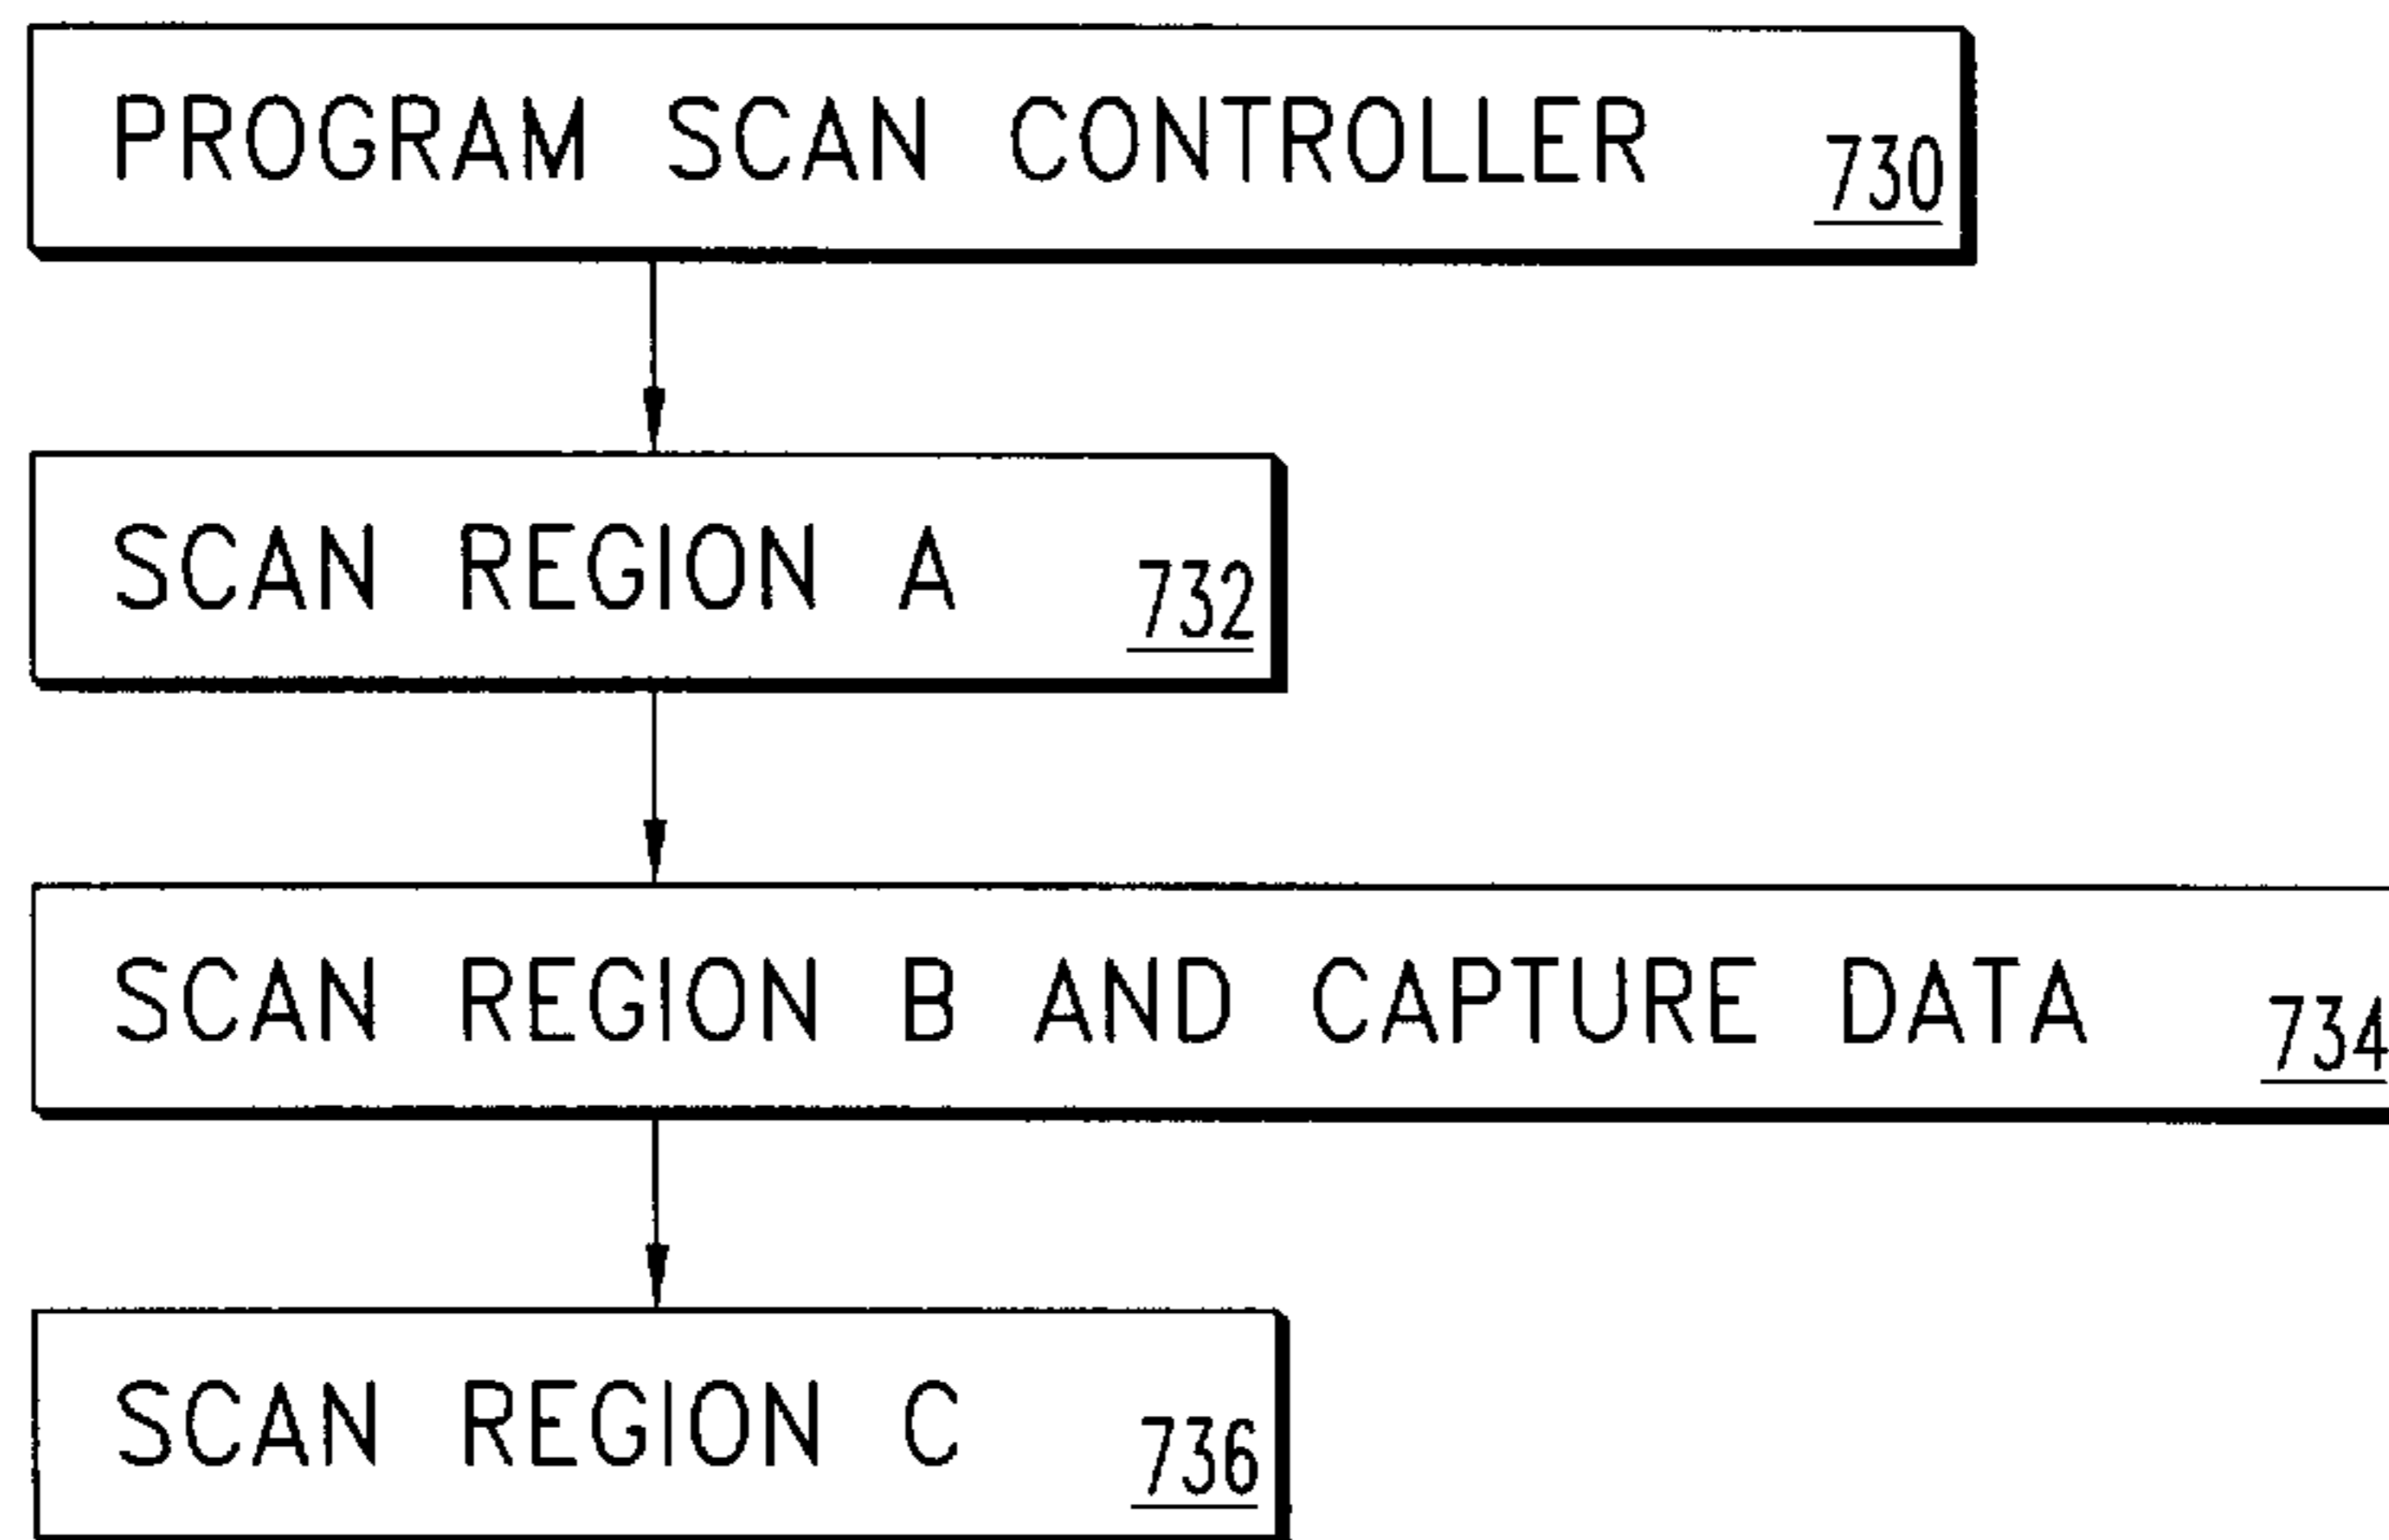 PROGRAM SCAN CONTROLLER 730
SCAN REGION A 732
SCAN REGION B AND CAPTURE DATA 734
SCAN REGION C 736